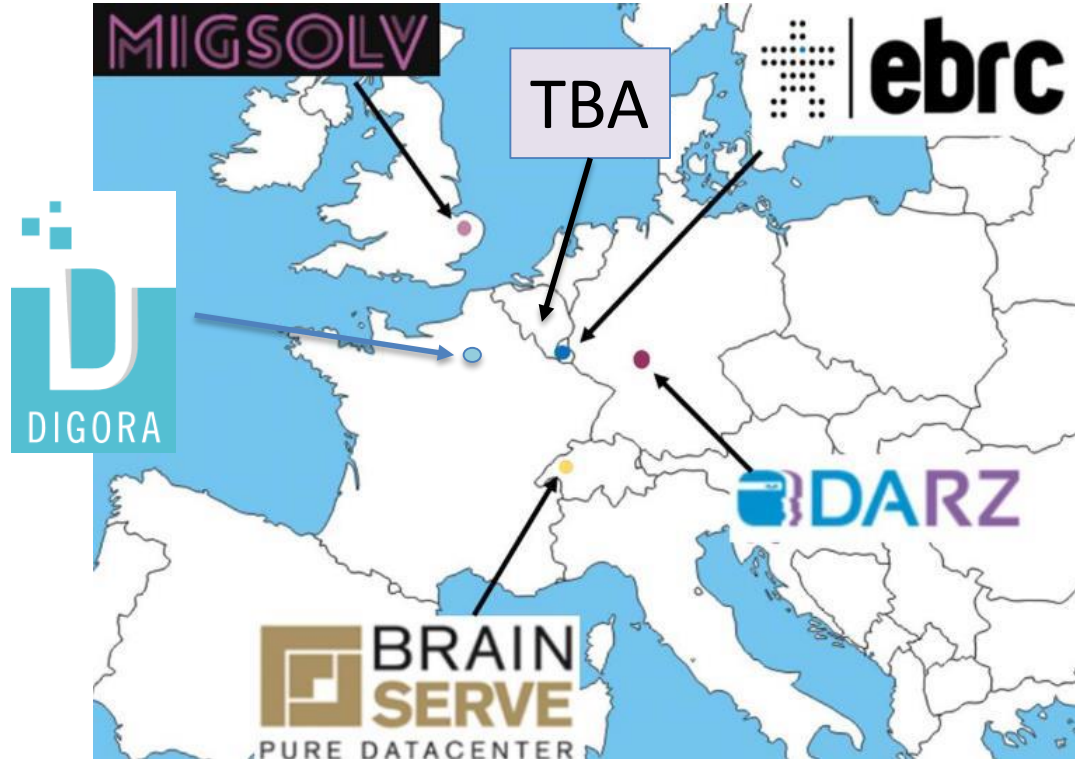 MIGSOLV
TBA
ebrc
DIGORA
DARZ
BRAIN
SERVE
PURE DATACENTER